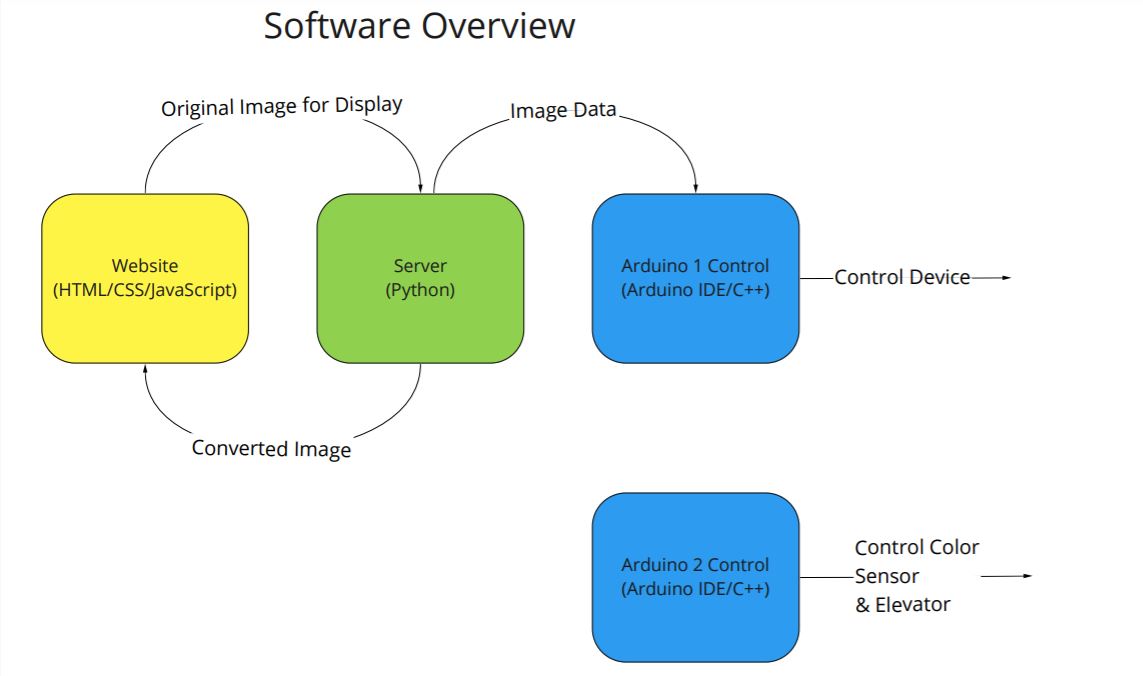 Software Overview
Original Image for Display
Image Data
Website
(HTML/CSS/JavaScript)
Server
(Python)
Arduino 1 Control
(Arduino IDE/C++)
Control Device
Converted Image
Arduino 2 Control
(Arduino IDE/C++)
Control Color
Sensor
& Elevator